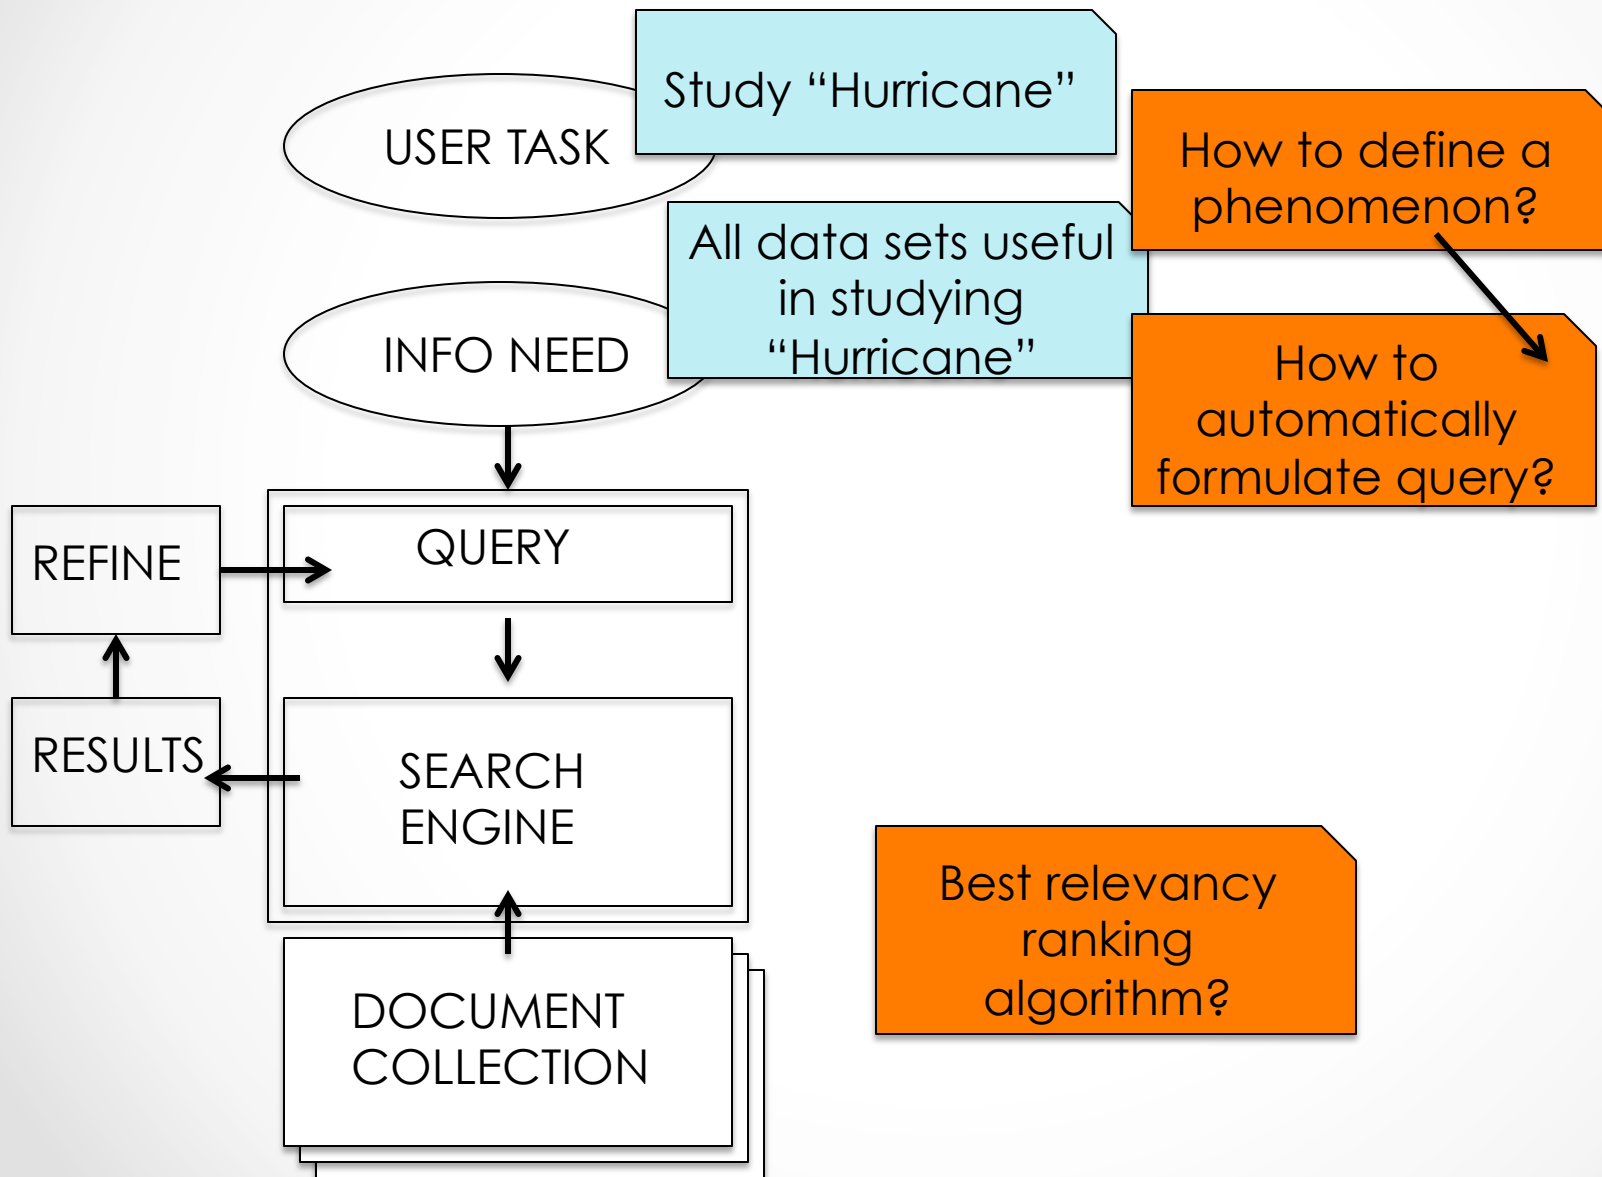 Study “Hurricane”
USER TASK
How to define a
phenomenon?
All data sets useful
in studying
“Hurricane”
INFO NEED
How to
automatically
formulate query?
QUERY
REFINE
RESULTS
SEARCH
ENGINE
Best relevancy
ranking
algorithm?
DOCUMENT
COLLECTION